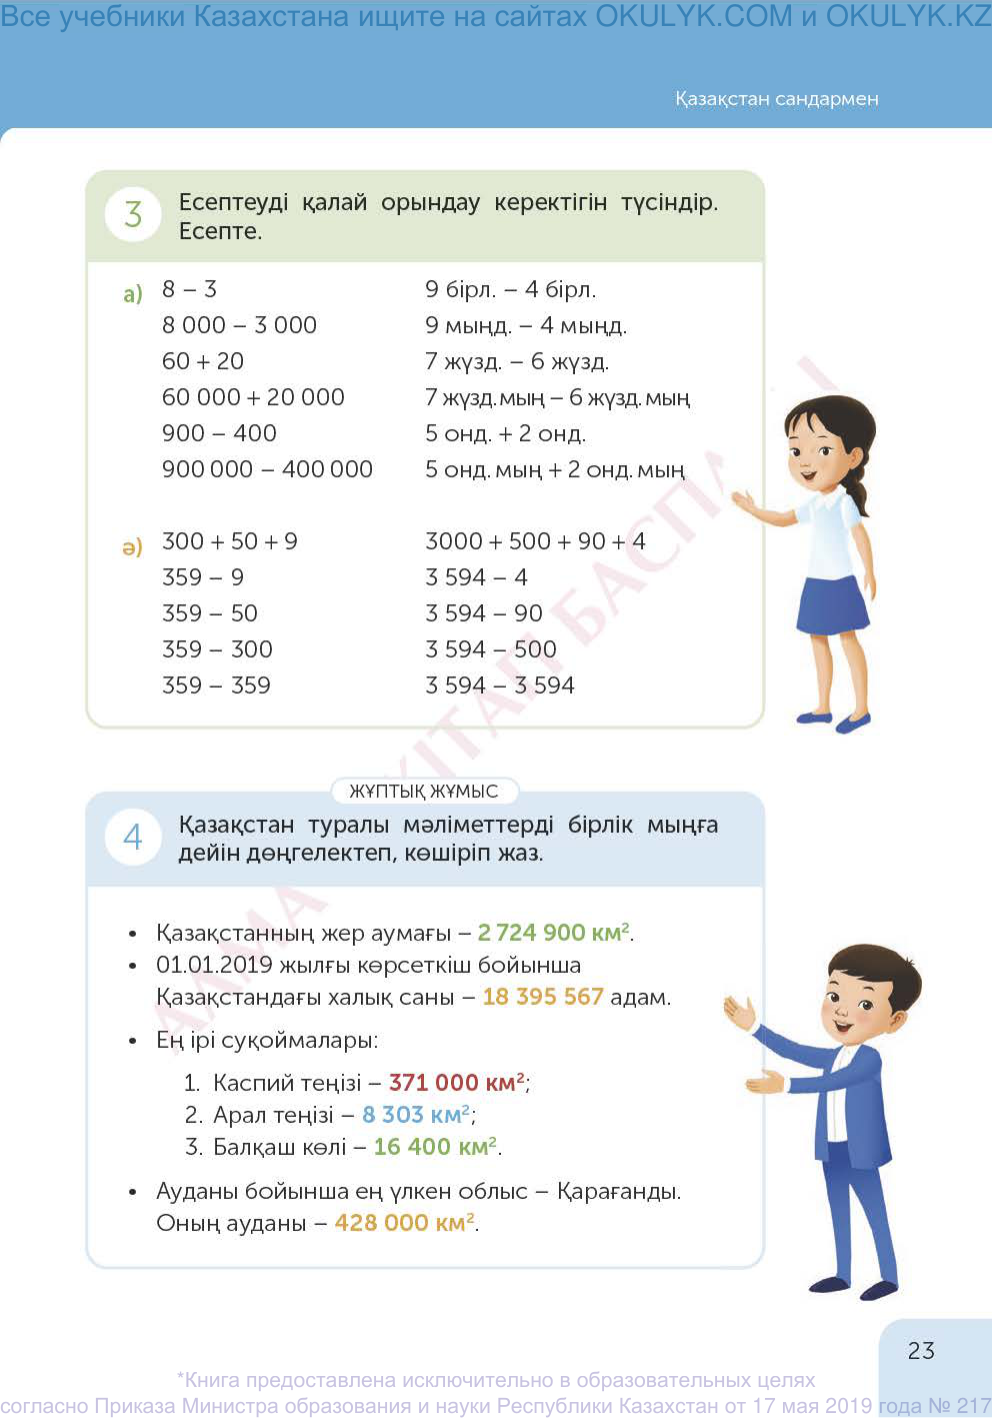 Все учебники Казахстана ищите на сайтах OKULYK.COM и OKULYK.KZ
Қазақстан сандармен
3
Есептеуді қалай орындау керектігін түсіндір.
Есепте.
а)
8 – 3
8 000 – 3 000
60 + 20
60 000 + 20 000
900 – 400
900 000 – 400 000
9 бірл. – 4 бірл.
9 мыңд. – 4 мыңд.
7 жүзд. – 6 жүзд.
7 жүзд. мың – 6 жүзд. мың
5 онд. + 2 онд.
5 онд. мың + 2 онд. мың
ә)
300 + 50 + 9
359 – 9
359 – 50
359 – 300
359 – 359
3000 + 500 + 90 + 4
3 594 – 4
3 594 – 90
3 594 – 500
3 594 – 3 594
ЖҰПТЫҚ ЖҰМЫС
4
Қазақстан туралы мәліметтерді бірлік мыңға
дейін дөңгелектеп, көшіріп жаз.
• Қазақстанның жер аумағы – 2 724 900 км².
• 01.01.2019 жылғы көрсеткіш бойынша
Қазақстандағы халық саны – 18 395 567 адам.
• Ең ірі суқоймалары:
1. Каспий теңізі – 371 000 км²;
2. Арал теңізі – 8 303 км²;
3. Балқаш көлі – 16 400 км².
• Ауданы бойынша ең үлкен облыс – Қарағанды.
Оның ауданы – 428 000 км².
23
*Книга предоставлена исключительно в образовательных целях
согласно Приказа Министра образования и науки Республики Казахстан от 17 мая 2019 года № 217